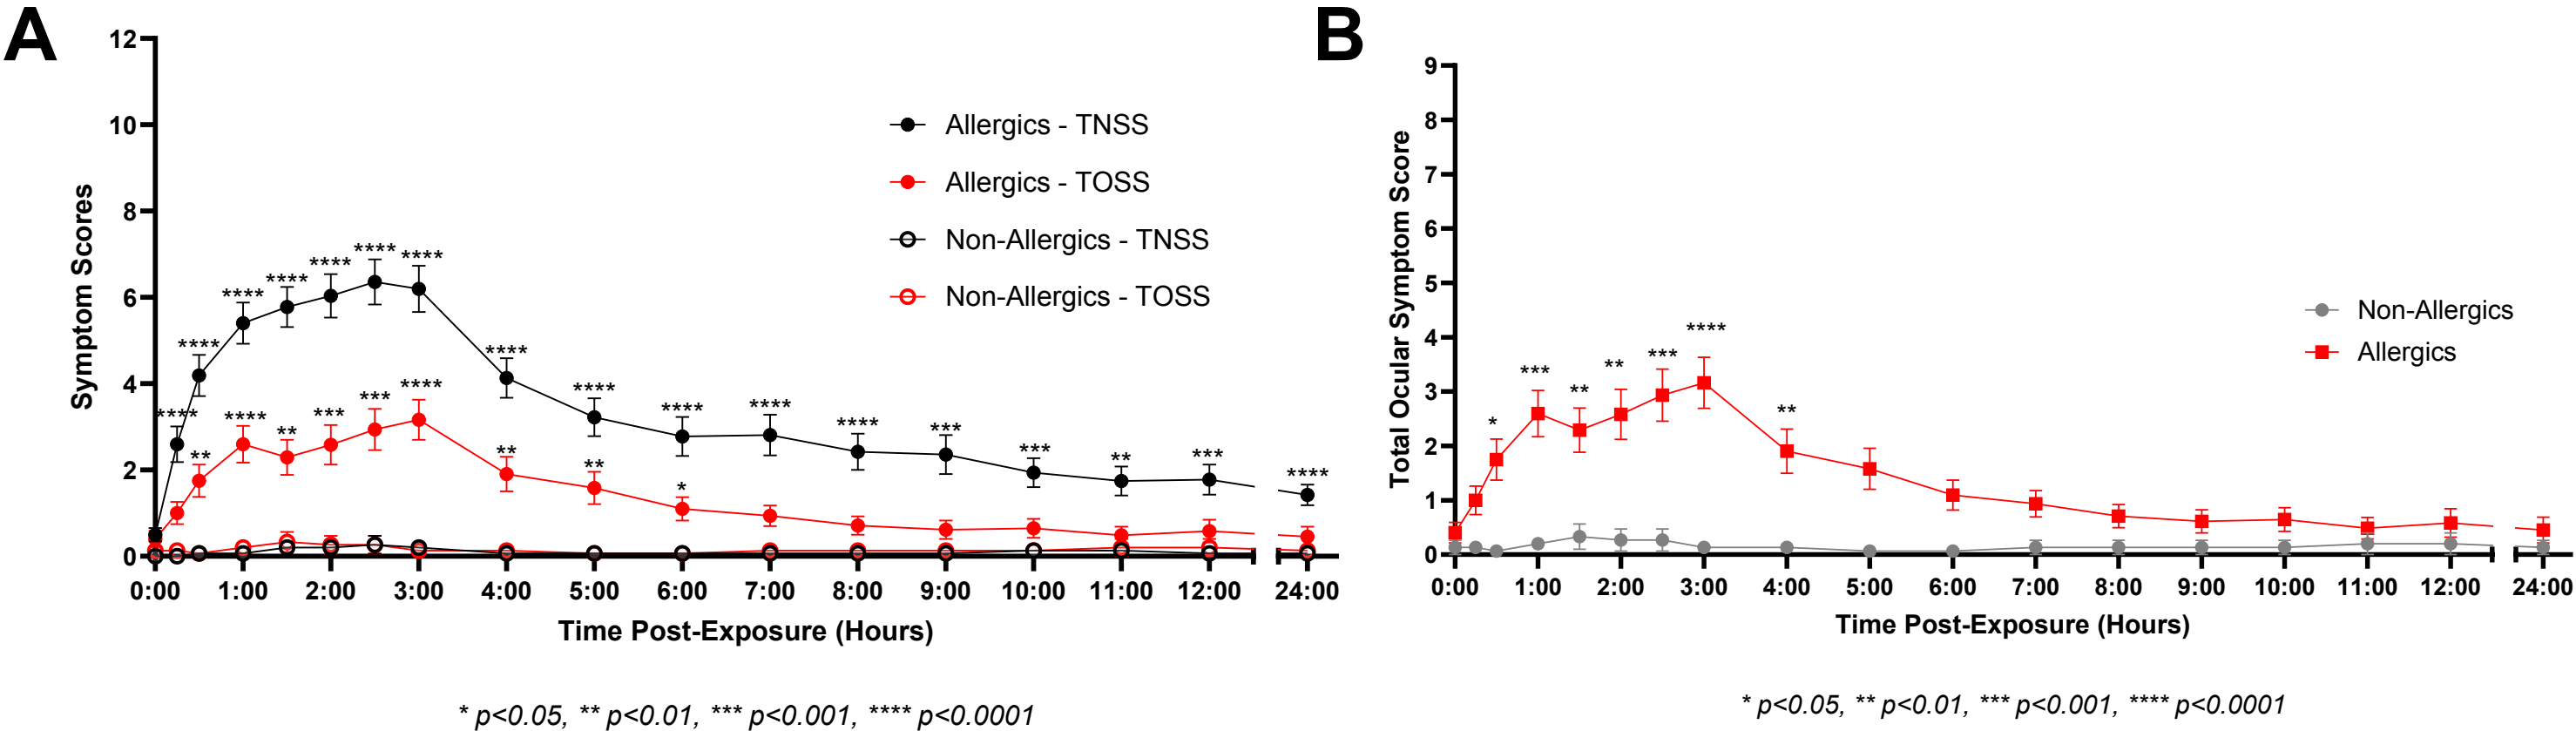 A
12
10
8
6
4
2
0
Symptom Scores
**** **** **** **** **** **** **** **** **** **** **** **** *** *** ** *** ****
** **** ** *** *** **** ** ** *
Allergics - TNSS
Allergics - TOSS
Non-Allergics - TNSS
Non-Allergics - TOSS
0:00 1:00 2:00 3:00 4:00 5:00 6:00 7:00 8:00 9:00 10:00 11:00 12:00 24:00
Time Post-Exposure (Hours)
* p<0.05, ** p<0.01, *** p<0.001, **** p<0.0001
B
9
8
7
6
5
4
3
2
1
0
Total Ocular Symptom Score
* *** ** ** *** **** **
Non-Allergics
Allergics
0:00 1:00 2:00 3:00 4:00 5:00 6:00 7:00 8:00 9:00 10:00 11:00 12:00 24:00
Time Post-Exposure (Hours)
* p<0.05, ** p<0.01, *** p<0.001, **** p<0.0001